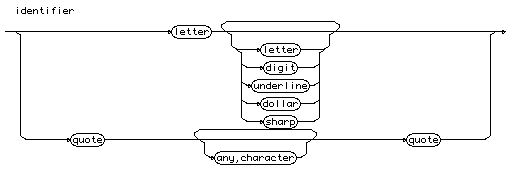 identifier
letter
letter
digit
underline
dollar
sharp
quote quote
any,character